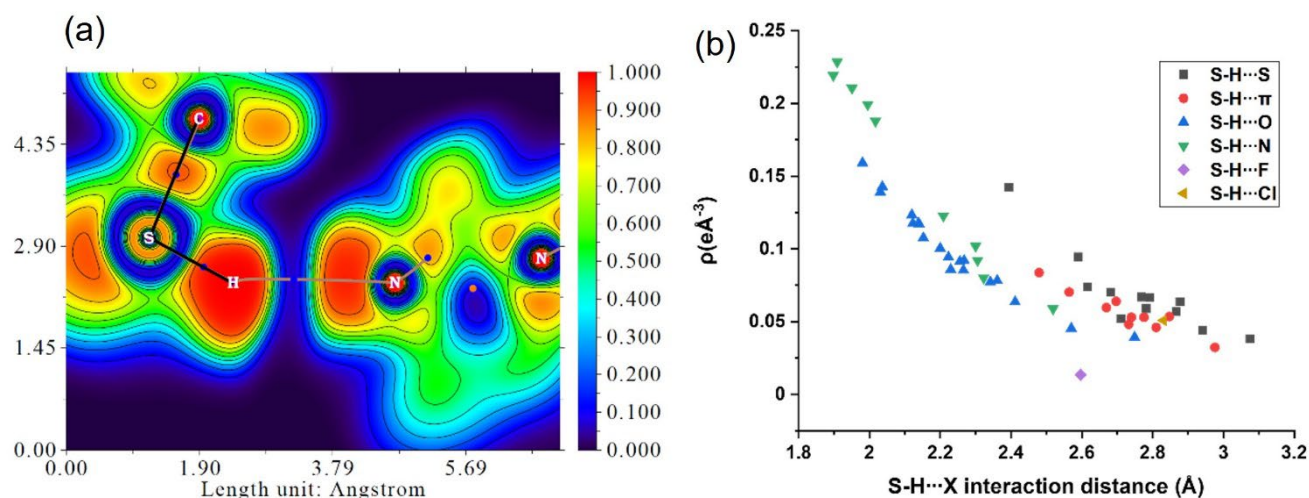 (a)
4.35
2.90
1.45
0.00
0.00 1.90 3.79 5.69
Length unit: Angstrom
C
S
H
N
N
1.000
0.900
0.800
0.700
0.600
0.500
0.400
0.300
0.200
0.100
0.000
(b)
ρ(eÅ⁻³)
0.25
0.2
0.15
0.1
0.05
0
1.8 2 2.2 2.4 2.6 2.8 3 3.2
S-H···X interaction distance (Å)
S-H···S
S-H···π
S-H···O
S-H···N
S-H···F
S-H···Cl